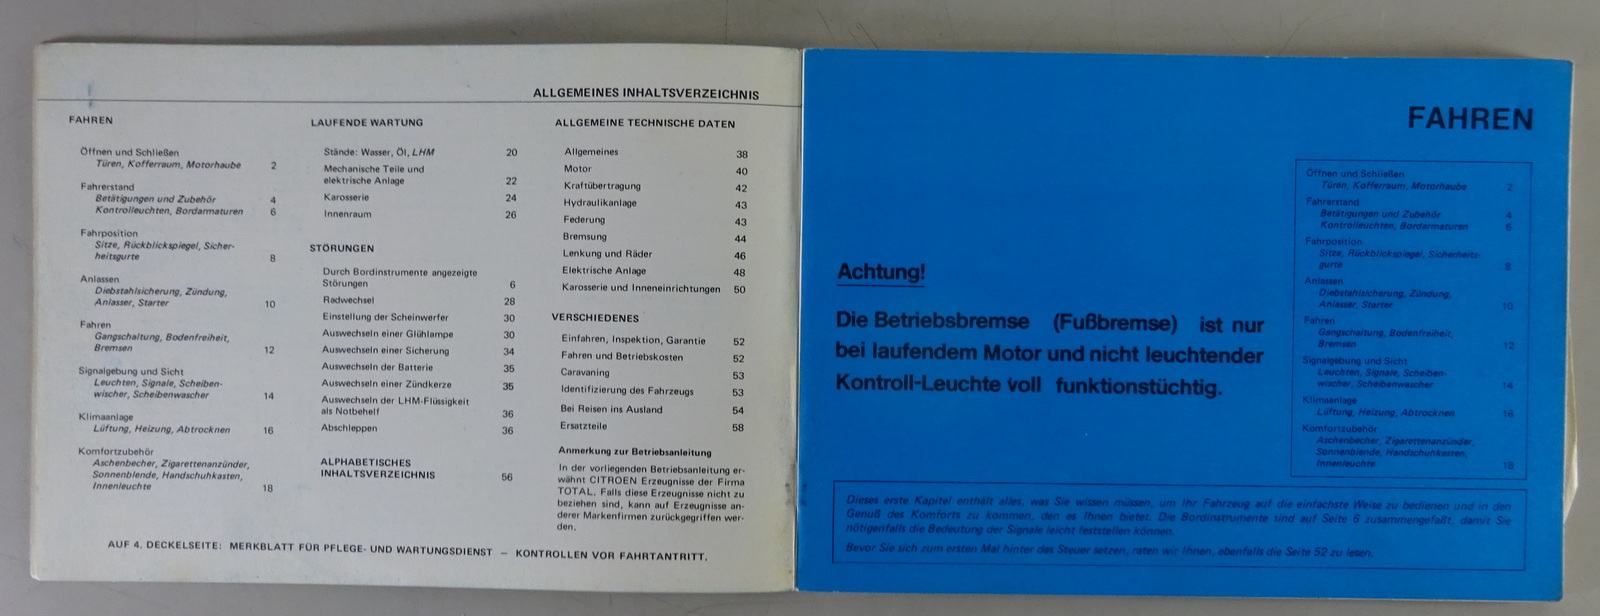 ALLGEMEINES INHALTSVERZEICHNIS
FAHREN
Öffnen und Schließen
Türen, Kofferraum, Motorhaube 2
Fahrerstand
Betätigungen und Zubehör 4
Kontrolleuchten, Bordarmaturen 6
Fahrposition
Sitze, Rückblickspiegel, Sicher-
heitsgurte 8
Anlassen
Diebstahlsicherung, Zündung,
Anlasser, Starter 10
Fahren
Gangschaltung, Bodenfreiheit,
Bremsen 12
Signalgebung und Sicht
Leuchten, Signale, Scheiben-
wischer, Scheibenwascher 14
Klimaanlage
Lüftung, Heizung, Abtrocknen 16
Komfortzubehör
Aschenbecher, Zigarettenanzünder,
Sonnenblende, Handschuhkasten,
Innenleuchte 18
LAUFENDE WARTUNG
Stände: Wasser, Öl, LHM 20
Mechanische Teile und
elektrische Anlage 22
Karosserie 24
Innenraum 26
STÖRUNGEN
Durch Bordinstrumente angezeigte
Störungen 6
Radwechsel 28
Einstellung der Scheinwerfer 30
Auswechseln einer Glühlampe 30
Auswechseln einer Sicherung 34
Auswechseln der Batterie 35
Auswechseln einer Zündkerze 35
Auswechseln der LHM-Flüssigkeit
als Notbehelf 36
Abschleppen 36
ALPHABETISCHES
INHALTSVERZEICHNIS 56
ALLGEMEINE TECHNISCHE DATEN
Allgemeines 38
Motor 40
Kraftübertragung 42
Hydraulikanlage 43
Federung 43
Bremsung 44
Lenkung und Räder 46
Elektrische Anlage 48
Karosserie und Inneneinrichtungen 50
VERSCHIEDENES
Einfahren, Inspektion, Garantie 52
Fahren und Betriebskosten 52
Caravaning 53
Identifizierung des Fahrzeugs 53
Bei Reisen ins Ausland 54
Ersatzteile 58
Anmerkung zur Betriebsanleitung
In der vorliegenden Betriebsanleitung er-
wähnt CITROEN Erzeugnisse der Firma
TOTAL. Falls diese Erzeugnisse nicht zu
beziehen sind, kann auf Erzeugnisse an-
derer Markenfirmen zurückgegriffen wer-
den.
AUF 4. DECKELSEITE: MERKBLATT FÜR PFLEGE- UND WARTUNGSDIENST – KONTROLLEN VOR FAHRTANTRITT.
FAHREN
Achtung!
Die Betriebsbremse (Fußbremse) ist nur
bei laufendem Motor und nicht leuchtender
Kontroll-Leuchte voll funktionstüchtig.
Öffnen und Schließen
Türen, Kofferraum, Motorhaube 2
Fahrerstand
Betätigungen und Zubehör 4
Kontrolleuchten, Bordarmaturen 6
Fahrposition
Sitze, Rückblickspiegel, Sicherheits-
gurte 8
Anlassen
Diebstahlsicherung, Zündung,
Anlasser, Starter 10
Fahren
Gangschaltung, Bodenfreiheit,
Bremsen 12
Signalgebung und Sicht
Leuchten, Signale, Scheiben-
wischer, Scheibenwascher 14
Klimaanlage
Lüftung, Heizung, Abtrocknen 16
Komfortzubehör
Aschenbecher, Zigarettenanzünder,
Sonnenblende, Handschuhkasten,
Innenleuchte 18
Dieses erste Kapitel enthält alles, was Sie wissen müssen, um Ihr Fahrzeug auf die einfachste Weise zu bedienen und in den
Genuß des Komforts zu kommen, den es Ihnen bietet. Die Bordinstrumente sind auf Seite 6 zusammengefaßt, damit Sie
nötigenfalls die Bedeutung der Signale leicht feststellen können.
Bevor Sie sich zum ersten Mal hinter das Steuer setzen, raten wir Ihnen, ebenfalls die Seite 52 zu lesen.